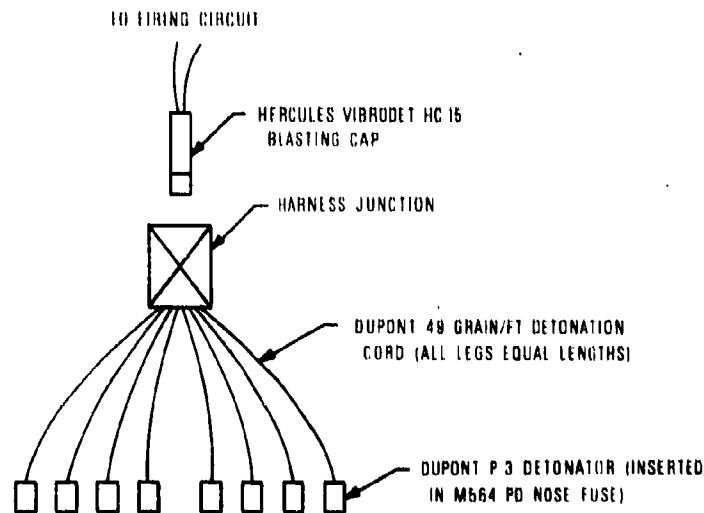 TO FIRING CIRCUIT
HERCULES VIBRODET HC 15
BLASTING CAP
HARNESS JUNCTION
DUPONT 49 GRAIN/FT DETONATION
CORD (ALL LEGS EQUAL LENGTHS)
DUPONT P 3 DETONATOR (INSERTED
IN M564 PD NOSE FUSE)